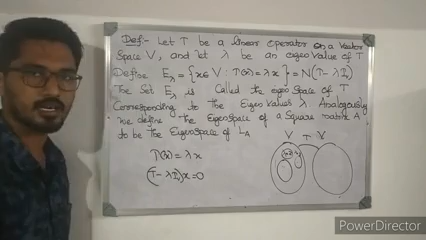 Def:- Let T be a linear operator on a Vector
Space V, and let λ be an eigen value of T
Define Eλ = {x∈V : T(x)=λx} = N(T-λI)
The Set Eλ is Called the eigen Space of T
Corresponding to the Eigen Values λ Analogously
we define the Eigenspace of a Square matrix A
to be the Eigenspace of LA
V T V
T(x)=λx
(T-λI)x=0
PowerDirector